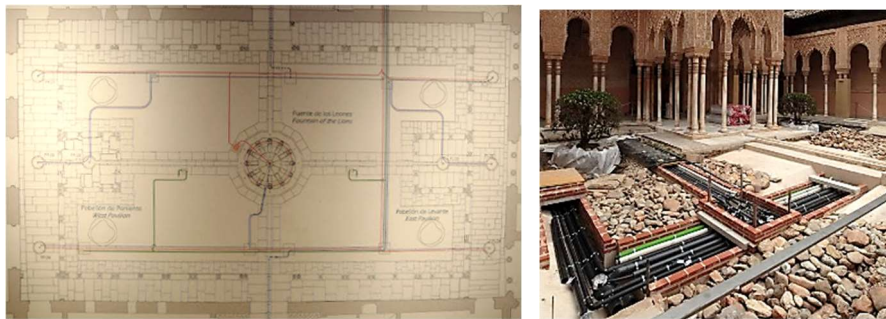 Fuente de los Leones
Fountain of the Lions
Pabellón de Poniente
West Pavilion
Pabellón de Levante
East Pavilion